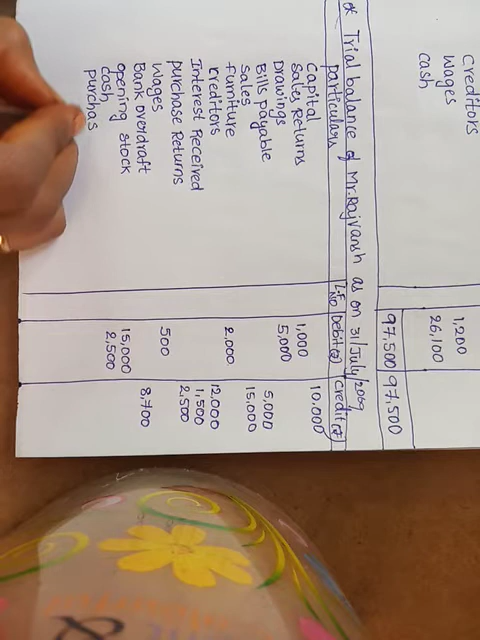 Creditors
Wages 1,200
Cash 26,100
97,500 97,500
Trial balance of Mr. Rajvansh as on 31/July/2009
particulars L.F No Debit(₹) Credit(₹)
Capital 10,000
Sales Returns 1,000
Drawings 5,000
Bills payable 5,000
Sales 15,000
furniture 2,000
Creditors 12,000
Interest Received 1,500
purchase Returns 2,500
Wages 500
Bank overdraft 8,700
opening stock 15,000
cash 2,500
purchas